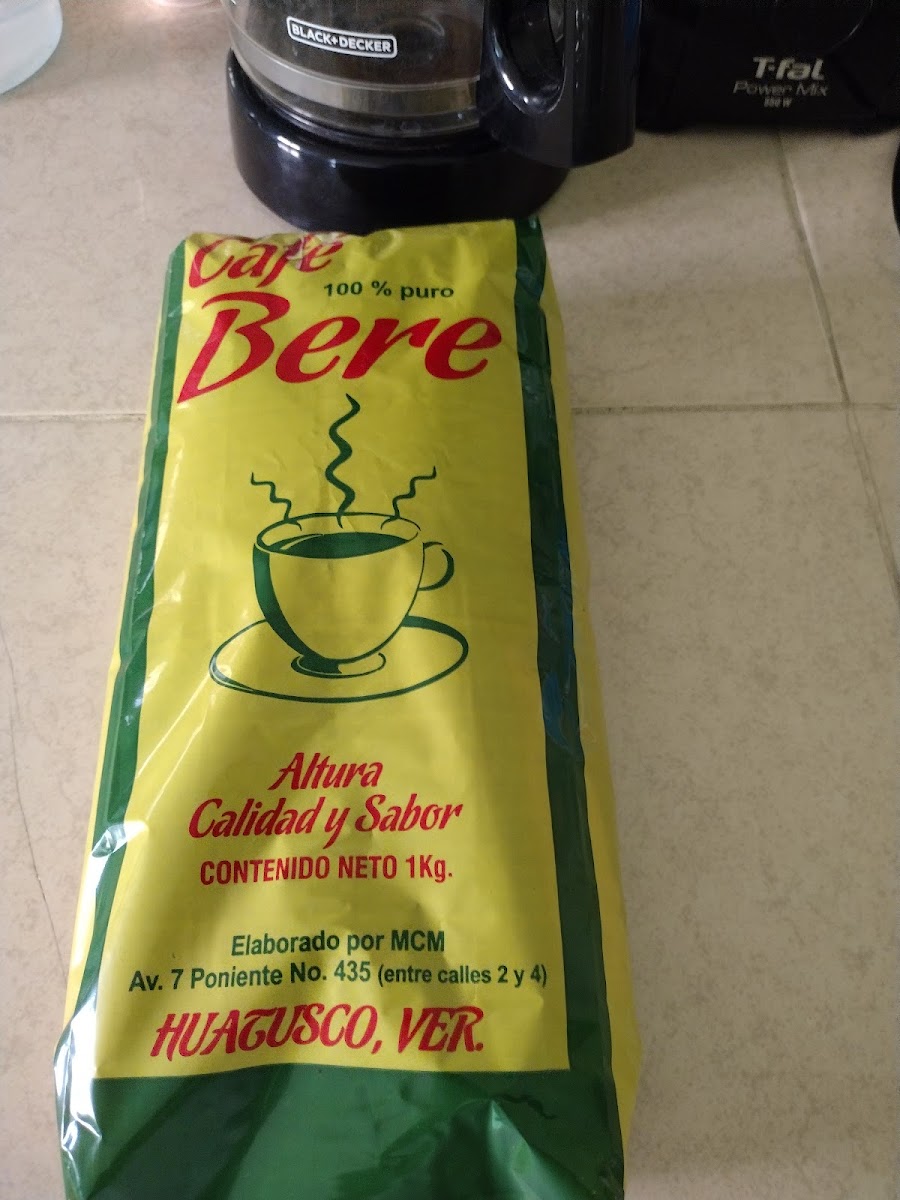 BLACK+DECKER
T-fal
Power Mix
Café
100 % puro
Bere
Altura
Calidad y Sabor
CONTENIDO NETO 1Kg.
Elaborado por MCM
Av. 7 Poniente No. 435 (entre calles 2 y 4)
HUATUSCO, VER.